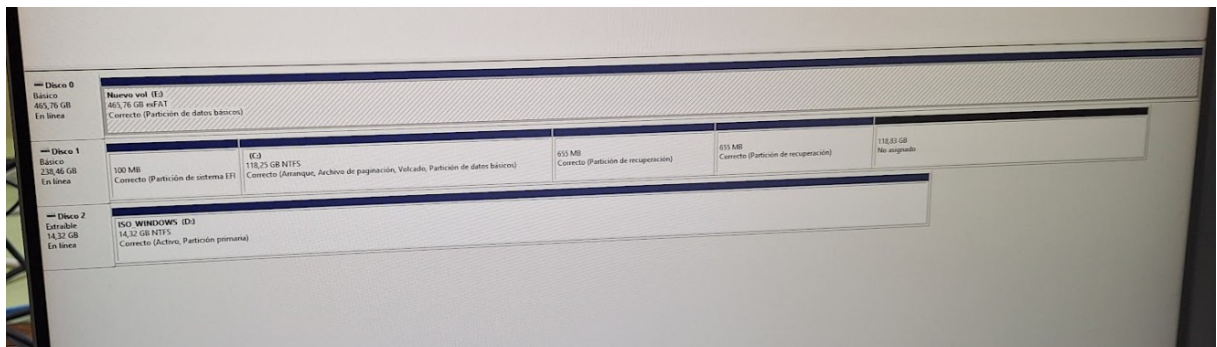 Disco 0
Básico
465,76 GB
En línea
Nuevo vol (E:)
465,76 GB exFAT
Correcto (Partición de datos básicos)
Disco 1
Básico
238,46 GB
En línea
100 MB
Correcto (Partición de sistema EFI
(C:)
118,25 GB NTFS
Correcto (Arranque, Archivo de paginación, Volcado, Partición de datos básicos)
655 MB
Correcto (Partición de recuperación)
655 MB
Correcto (Partición de recuperación)
118,83 GB
No asignado
Disco 2
Extraíble
14,32 GB
En línea
ISO_WINDOWS (D:)
14,32 GB NTFS
Correcto (Activo, Partición primaria)